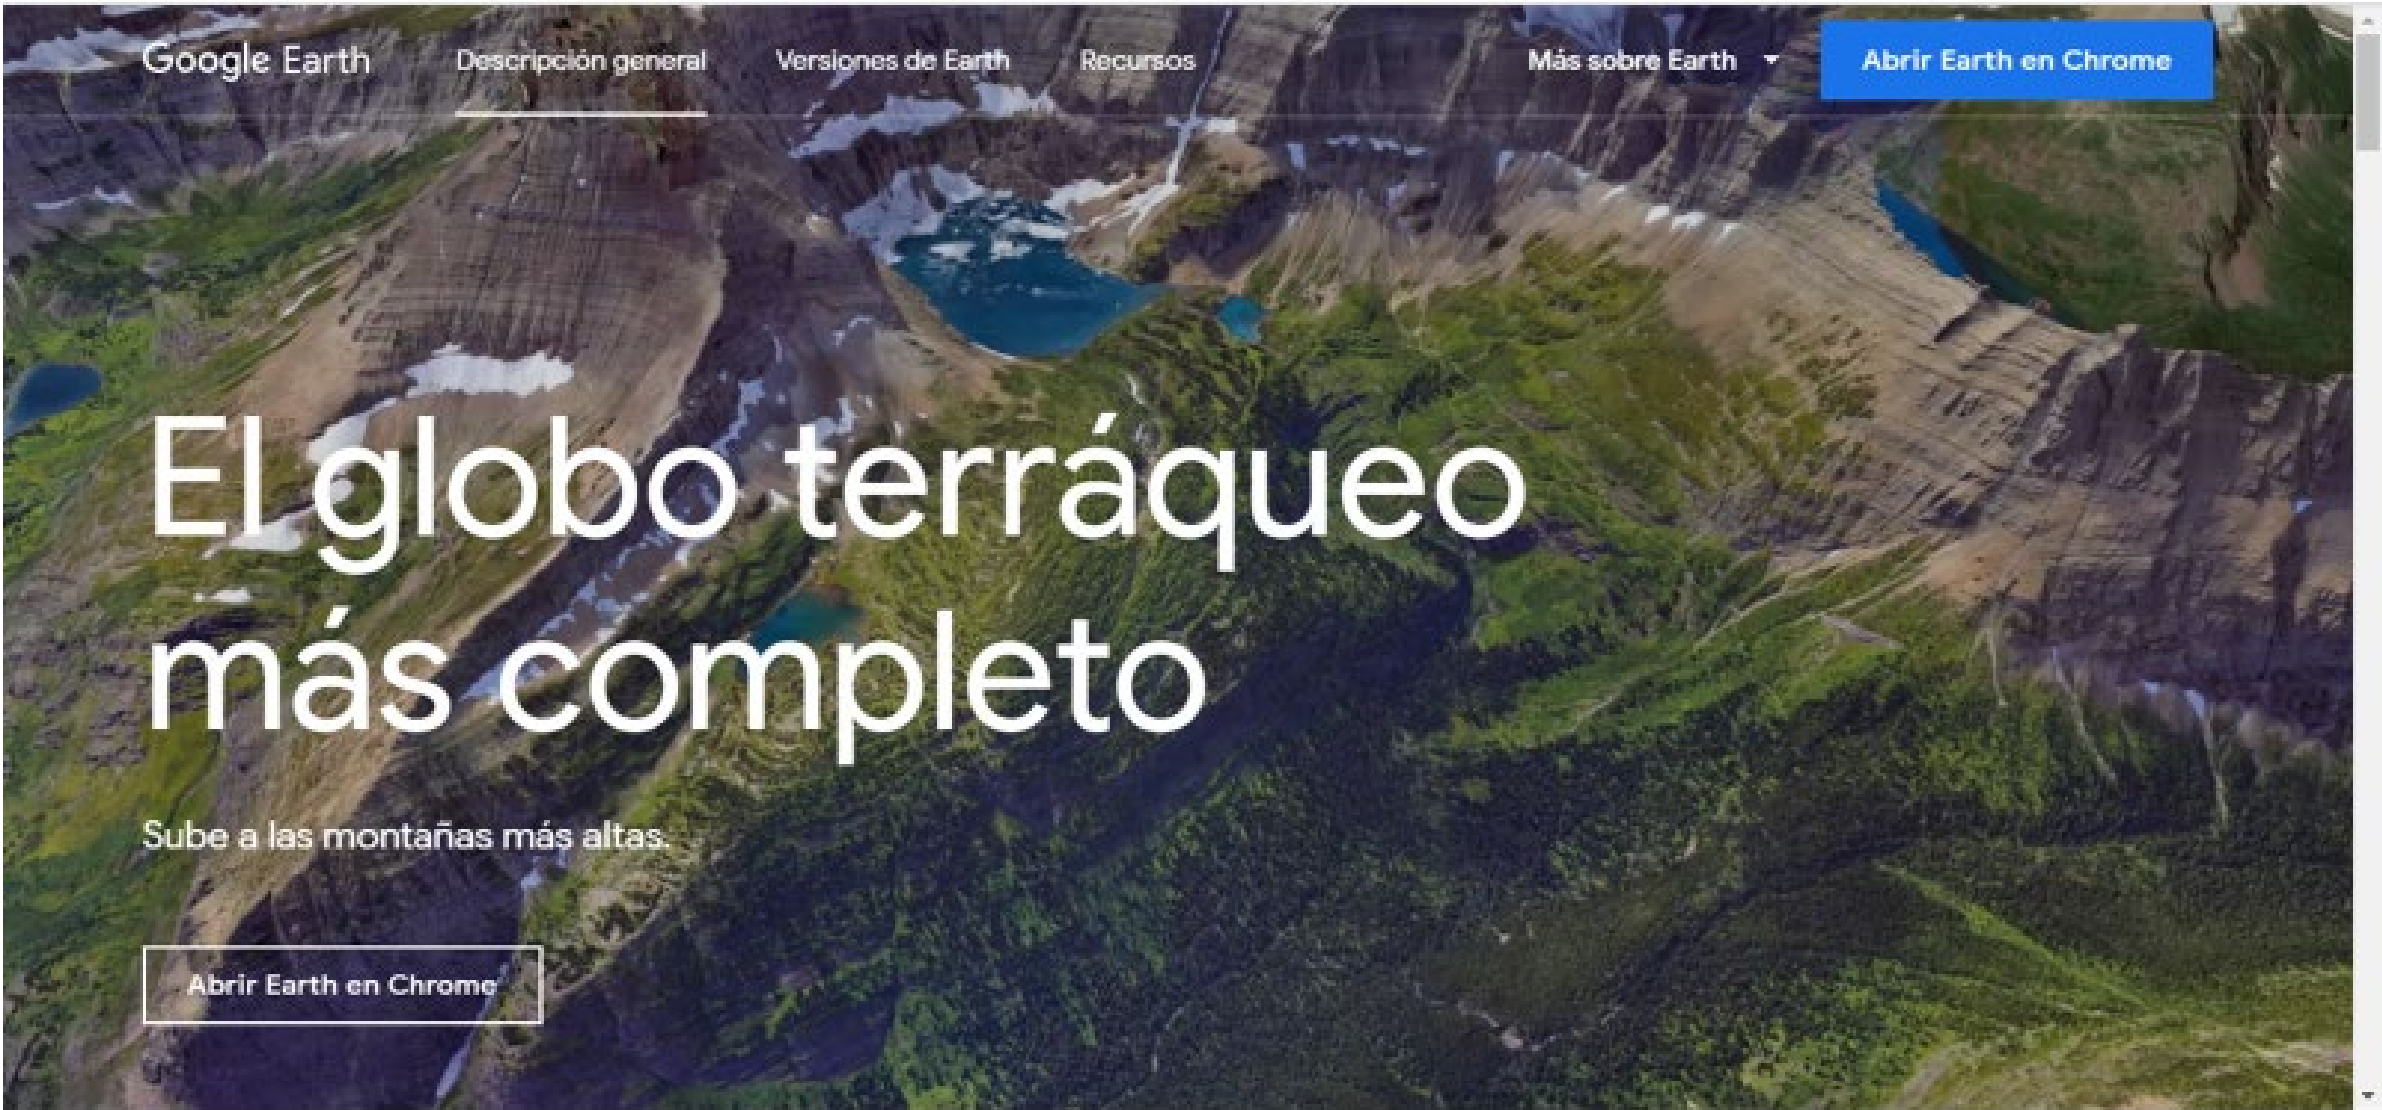 Google Earth
Descripción general
Versiones de Earth
Recursos
Más sobre Earth
Abrir Earth en Chrome
El globo terráqueo
más completo
Sube a las montañas más altas.
Abrir Earth en Chrome